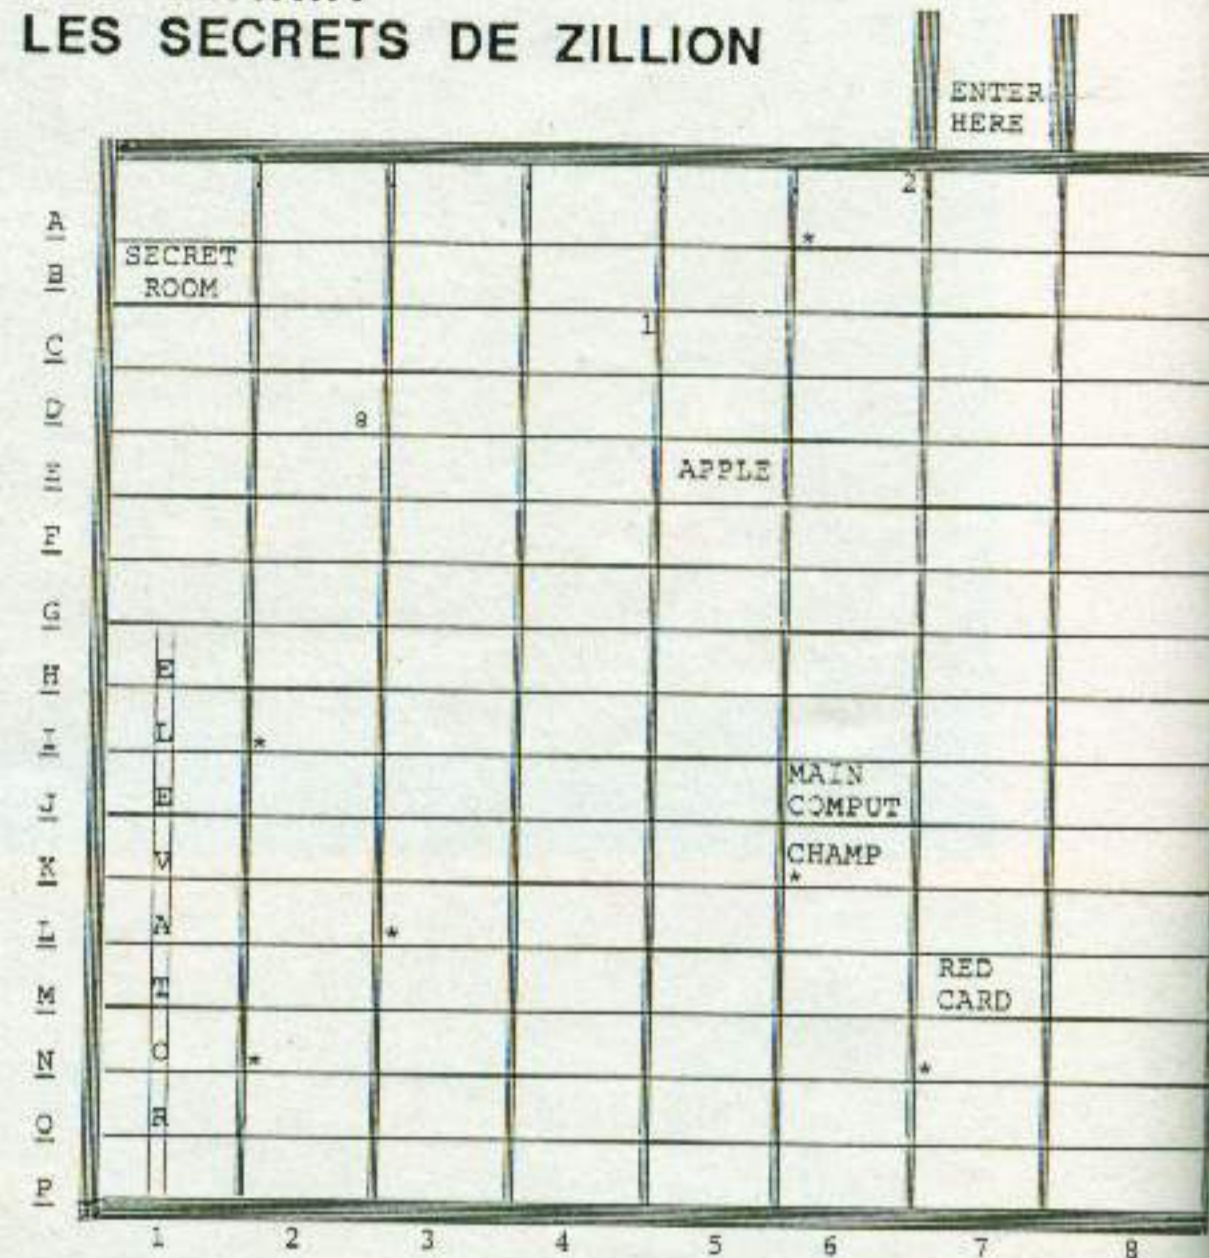 LES SECRETS DE ZILLION
ENTER
HERE
2
A
*
SECRET
B
ROOM
1
C
D
8
E
APPLE
F
G
H
E
I
L
*
MAIN
J
E
COMPUT
K
V
CHAMP
*
L
A
*
RED
M
T
CARD
N
O
*
*
O
R
P
1 2 3 4 5 6 7 8